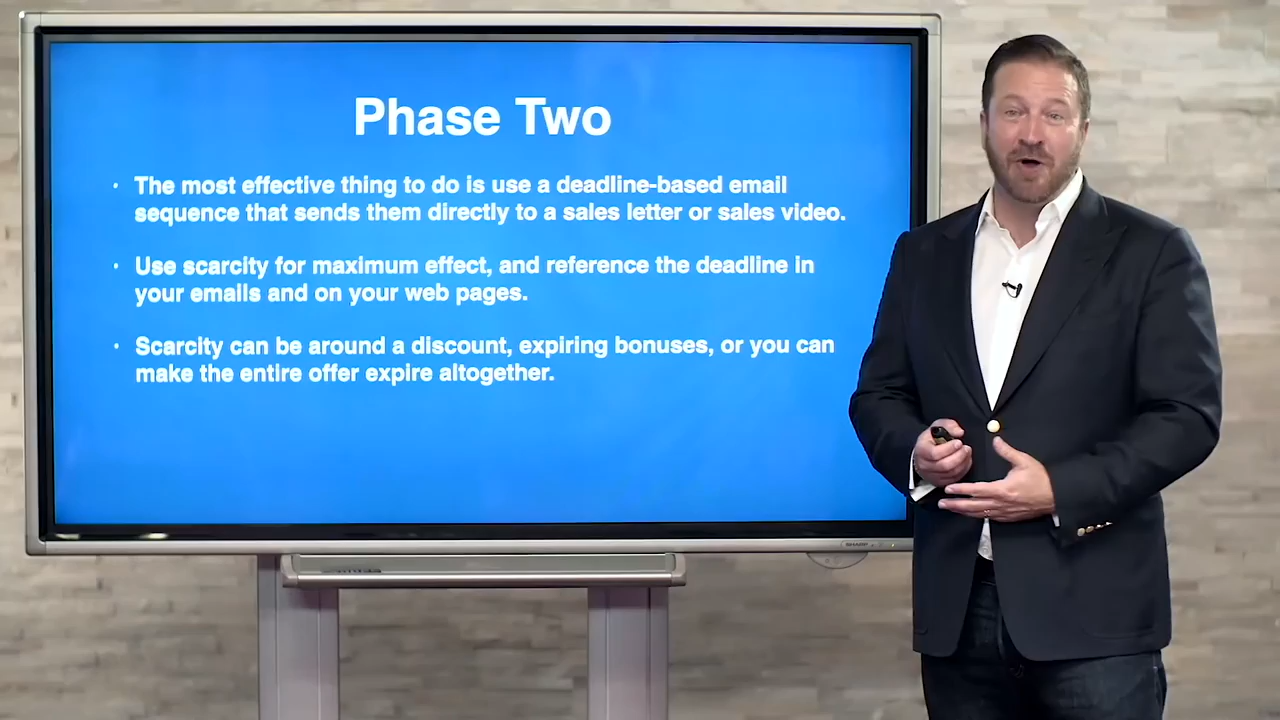 Phase Two
· The most effective thing to do is use a deadline-based email
sequence that sends them directly to a sales letter or sales video.
· Use scarcity for maximum effect, and reference the deadline in
your emails and on your web pages.
· Scarcity can be around a discount, expiring bonuses, or you can
make the entire offer expire altogether.
SHARP